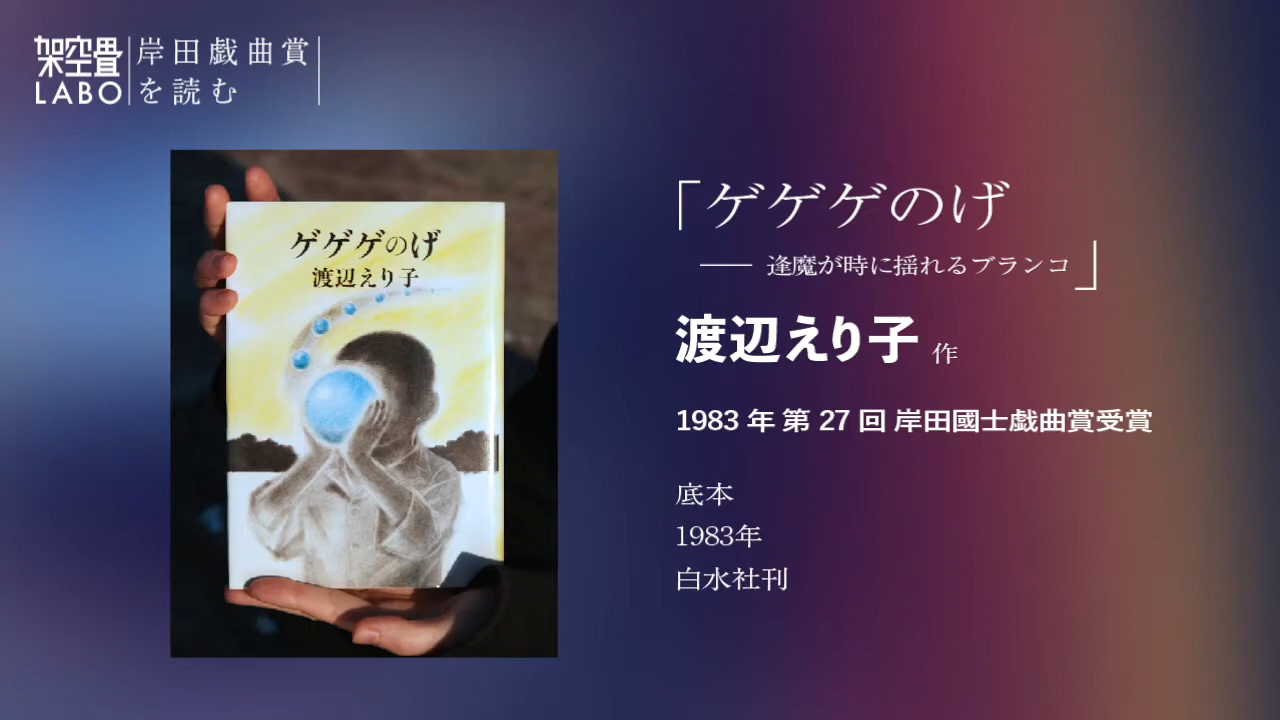 架空畳
LABO
岸田戯曲賞
を読む
ゲゲゲのげ
渡辺えり子
「ゲゲゲのげ
── 逢魔が時に揺れるブランコ」
渡辺えり子 作
1983 年 第 27 回 岸田國士戯曲賞受賞
底本
1983年
白水社刊